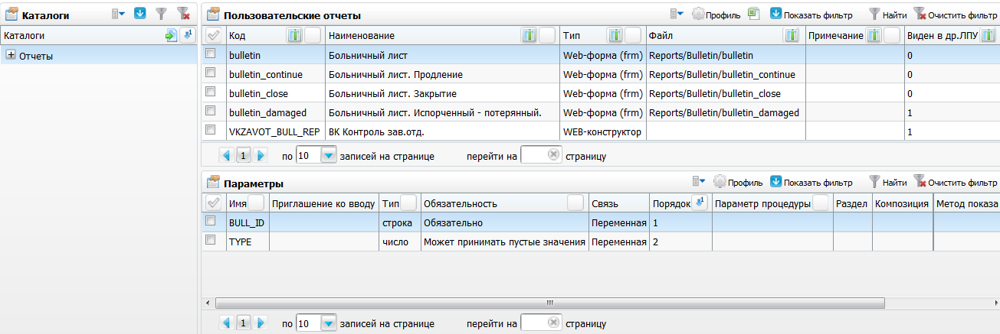 Каталоги
Каталоги
Отчеты
Пользовательские отчеты Профиль Показать фильтр Найти Очистить фильтр
Код Наименование Тип Файл Примечание Виден в др.ЛПУ
bulletin Больничный лист Web-форма (frm) Reports/Bulletin/bulletin 0
bulletin_continue Больничный лист. Продление Web-форма (frm) Reports/Bulletin/bulletin_continue 0
bulletin_close Больничный лист. Закрытие Web-форма (frm) Reports/Bulletin/bulletin_close 0
bulletin_damaged Больничный лист. Испорченный - потерянный. Web-форма (frm) Reports/Bulletin/bulletin_damaged 1
VKZAVOT_BULL_REP ВК Контроль зав.отд. WEB-конструктор 1
1 по 10 записей на странице перейти на страницу
Параметры Профиль Показать фильтр Найти Очистить фильтр
Имя Приглашение ко вводу Тип Обязательность Связь Порядок 1 Параметр процедуры Раздел Композиция Метод показа
BULL_ID строка Обязательно Переменная 1
TYPE число Может принимать пустые значения Переменная 2
1 по 10 записей на странице перейти на страницу